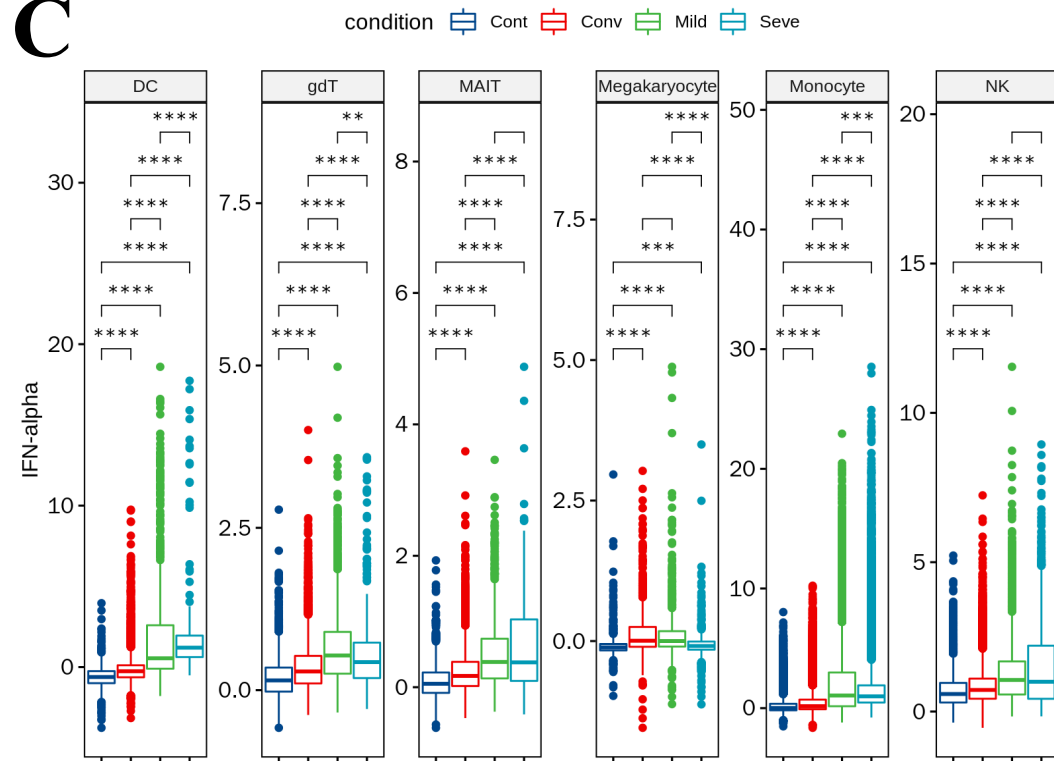 C
condition Cont Conv Mild Seve
DC gdT MAIT Megakaryocyte Monocyte NK
IFN-alpha
30
20
10
0
**** **** **** **** **** ****
7.5
5.0
2.5
0.0
** **** **** **** **** ****
8
6
4
2
0
**** **** **** **** ****
7.5
5.0
2.5
0.0
**** **** *** **** ****
50
40
30
20
10
0
*** **** **** **** **** ****
20
15
10
5
0
**** **** **** **** ****